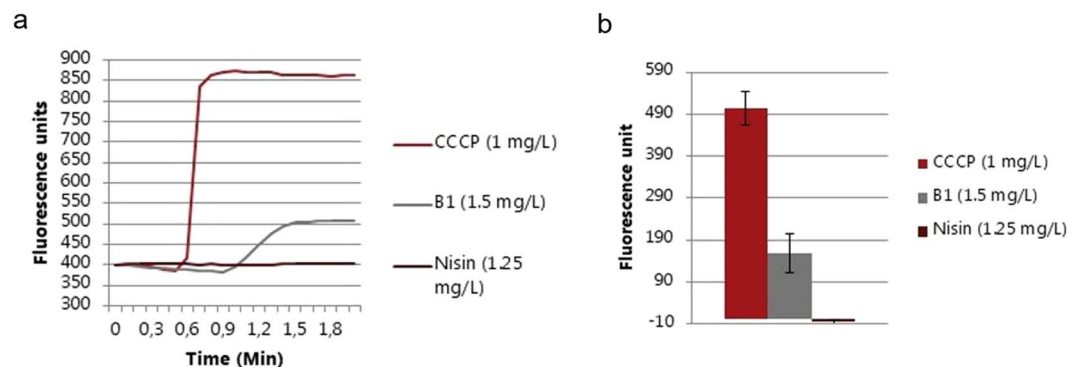 a
900
850
800
750
700
650
600
550
500
450
400
350
300
Fluorescence units
0 0,3 0,6 0,9 1,2 1,5 1,8
Time (Min)
CCCP (1 mg/L)
B1 (1.5 mg/L)
Nisin (1.25
mg/L)
b
590
490
390
290
190
90
-10
Fluorescence unit
CCCP (1 mg/L)
B1 (1.5 mg/L)
Nisin (1.25 mg/L)